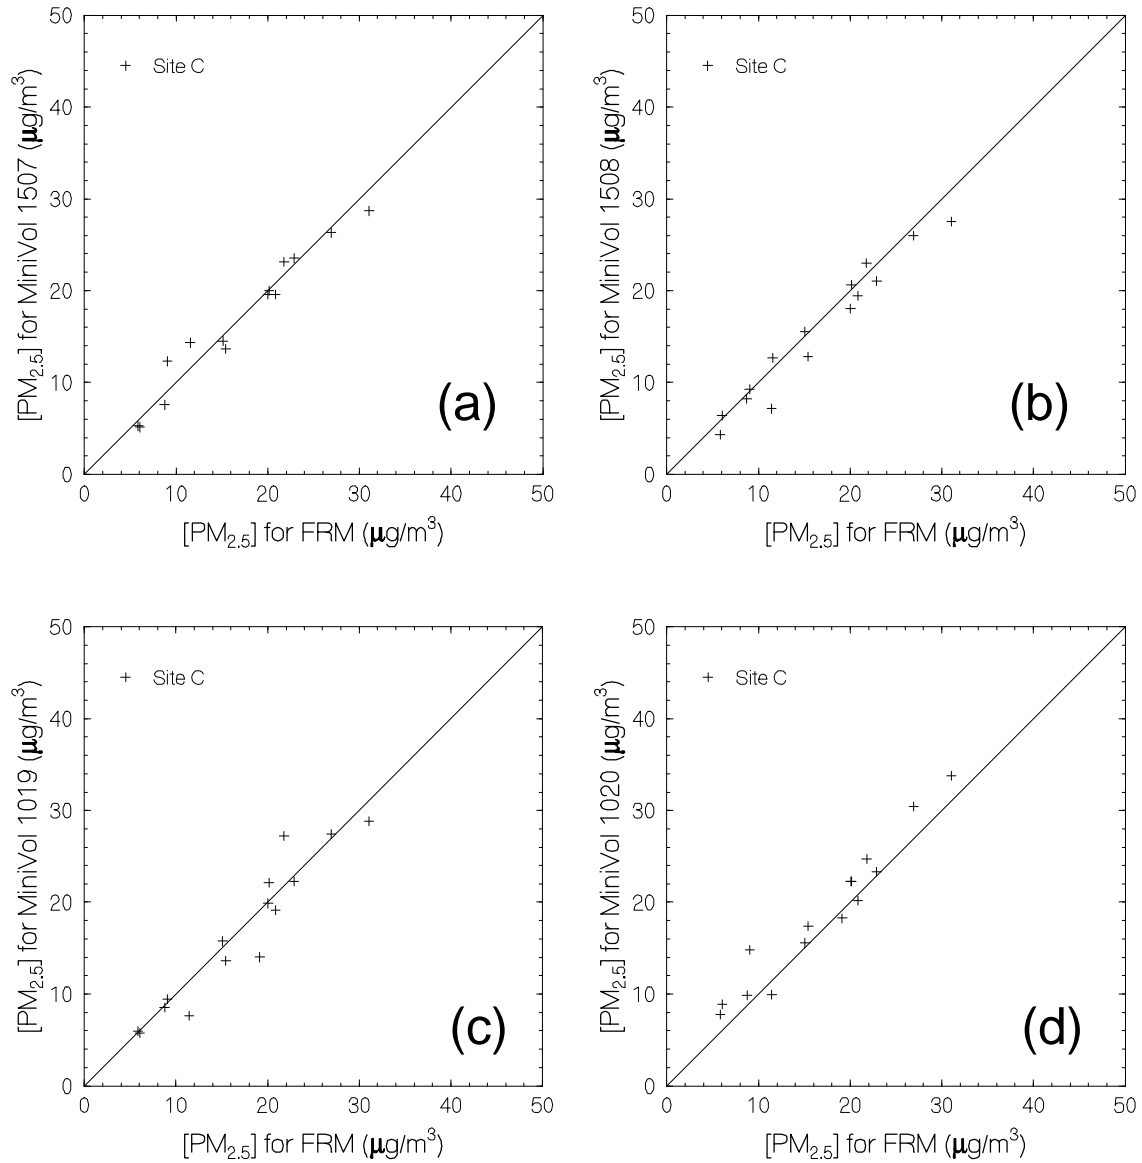 50
40
30
20
10
0
[PM2.5] for MiniVol 1507 (μg/m³)
+ Site C
(a)
0 10 20 30 40 50
[PM2.5] for FRM (μg/m³)
50
40
30
20
10
0
[PM2.5] for MiniVol 1508 (μg/m³)
+ Site C
(b)
0 10 20 30 40 50
[PM2.5] for FRM (μg/m³)
50
40
30
20
10
0
[PM2.5] for MiniVol 1019 (μg/m³)
+ Site C
(c)
0 10 20 30 40 50
[PM2.5] for FRM (μg/m³)
50
40
30
20
10
0
[PM2.5] for MiniVol 1020 (μg/m³)
+ Site C
(d)
0 10 20 30 40 50
[PM2.5] for FRM (μg/m³)